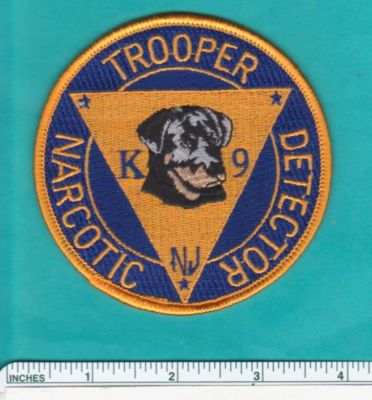 TROOPER
K 9
NARCOTIC
DETECTOR
NJ
INCHES 1 2 3 4